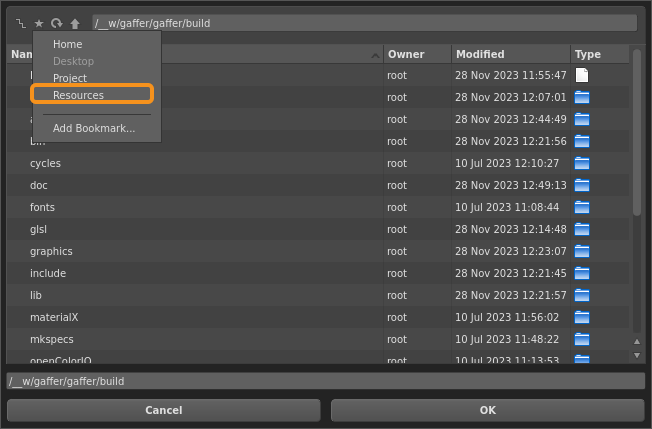 /__w/gaffer/gaffer/build
Home
Desktop
Project
Resources
Add Bookmark...
Owner Modified Type
root 28 Nov 2023 11:55:47
root 28 Nov 2023 12:07:01
root 28 Nov 2023 12:44:49
bin root 28 Nov 2023 12:21:56
cycles root 10 Jul 2023 12:10:27
doc root 28 Nov 2023 12:49:13
fonts root 10 Jul 2023 11:08:44
glsl root 28 Nov 2023 12:14:48
graphics root 28 Nov 2023 12:23:07
include root 28 Nov 2023 12:21:45
lib root 28 Nov 2023 12:21:57
materialX root 10 Jul 2023 11:56:02
mkspecs root 10 Jul 2023 11:48:22
openColorIO root 10 Jul 2023 11:13:53
/__w/gaffer/gaffer/build
Cancel OK